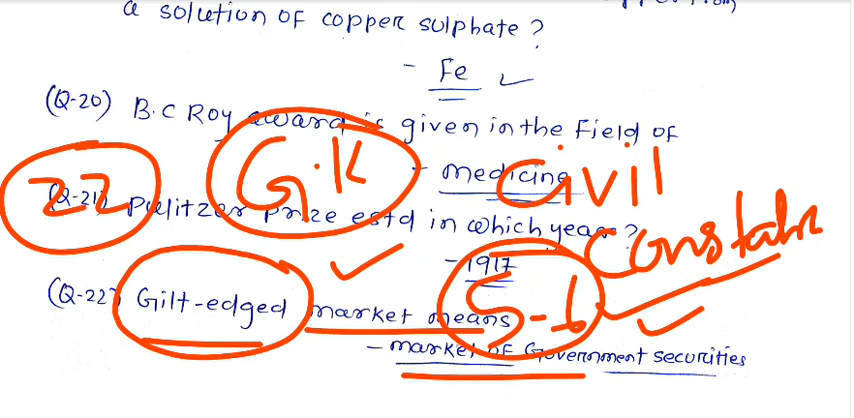 a solution of copper sulphate ?
- Fe
(Q-20) B.C Roy award is given in the Field of
- medicine
(Q-21) Pulitzer prize estd in which year ?
- 1917
(Q-22) Gilt-edged market means
- market of Government securities
22
G.K
Civil
Constable
5-6